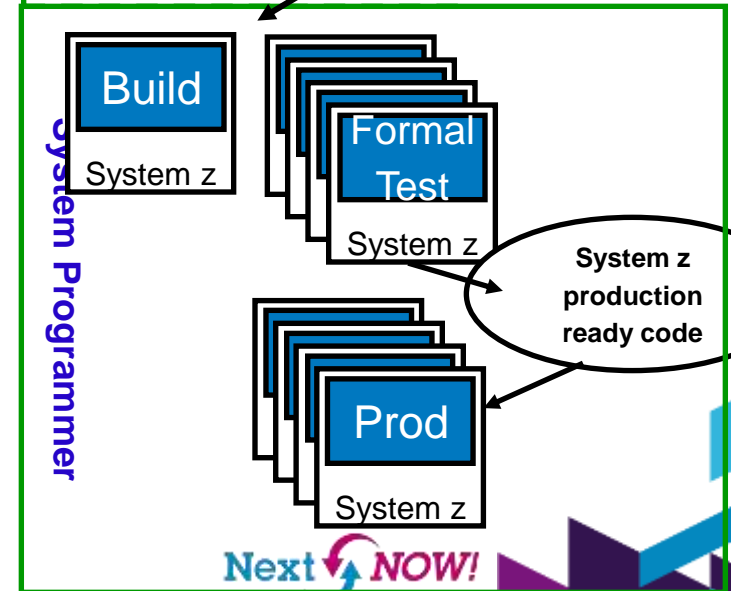 Build
System z
Formal
Test
System z
System Programmer
System z
production
ready code
Prod
System z
Next NOW!